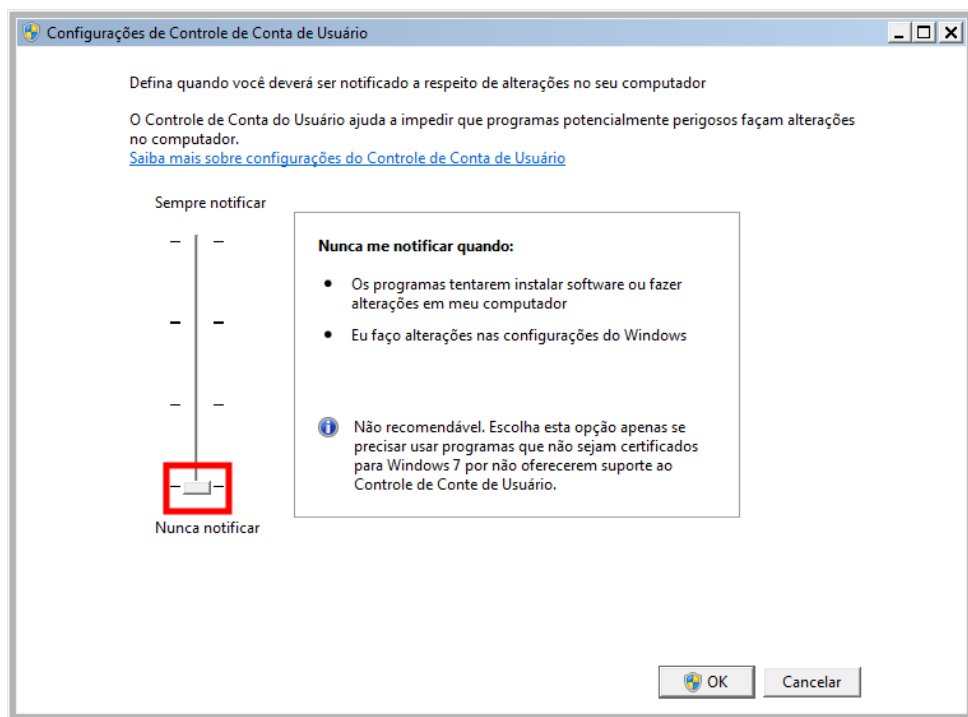 Configurações de Controle de Conta de Usuário
Defina quando você deverá ser notificado a respeito de alterações no seu computador
O Controle de Conta do Usuário ajuda a impedir que programas potencialmente perigosos façam alterações
no computador.
Saiba mais sobre configurações do Controle de Conta de Usuário
Sempre notificar
Nunca me notificar quando:
• Os programas tentarem instalar software ou fazer
alterações em meu computador
• Eu faço alterações nas configurações do Windows
Não recomendável. Escolha esta opção apenas se
precisar usar programas que não sejam certificados
para Windows 7 por não oferecerem suporte ao
Controle de Conte de Usuário.
Nunca notificar
OK
Cancelar